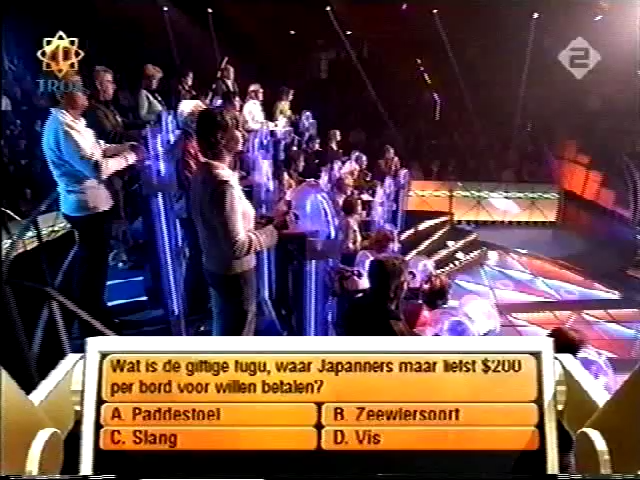 TROS
2
Wat is de giftige fugu, waar Japanners maar liefst $200
per bord voor willen betalen?
A. Paddestoel
B. Zeewiersoort
C. Slang
D. Vis